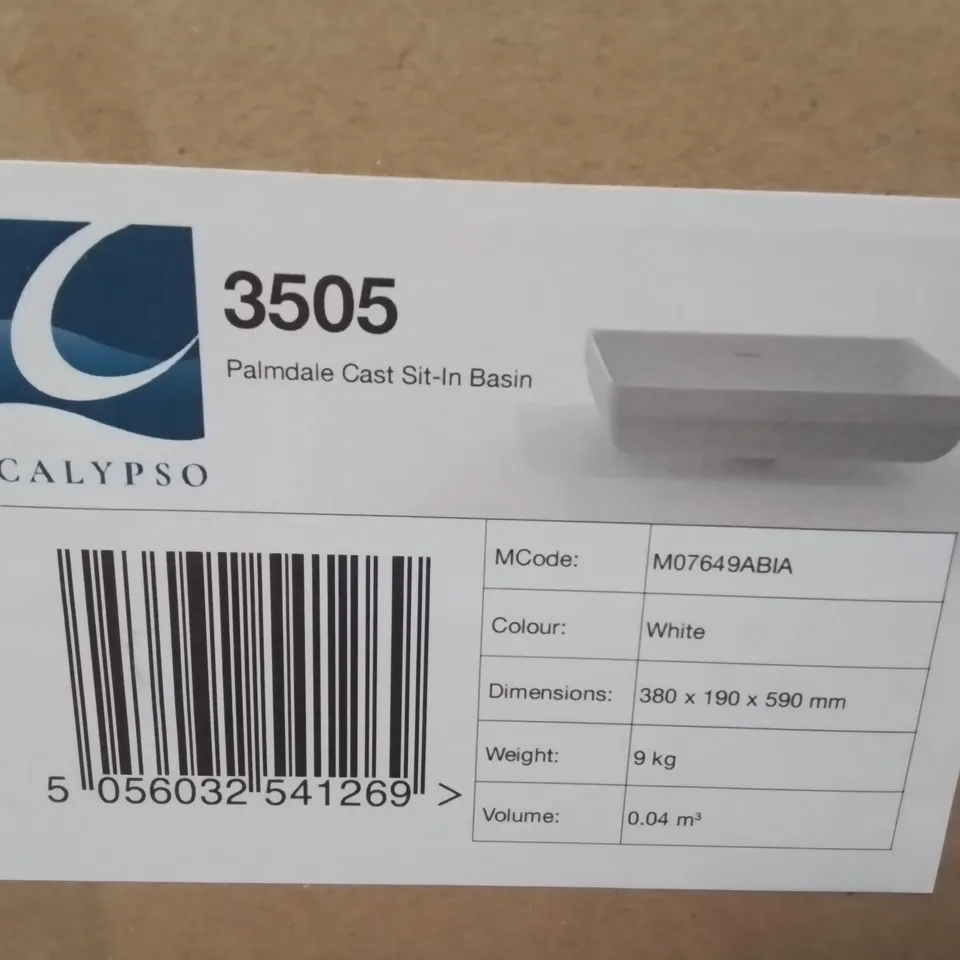 3505
Palmdale Cast Sit-In Basin
CALYPSO
MCode: M07649ABIA
Colour: White
Dimensions: 380 x 190 x 590 mm
Weight: 9 kg
Volume: 0.04 m³
5 056032 541269 >